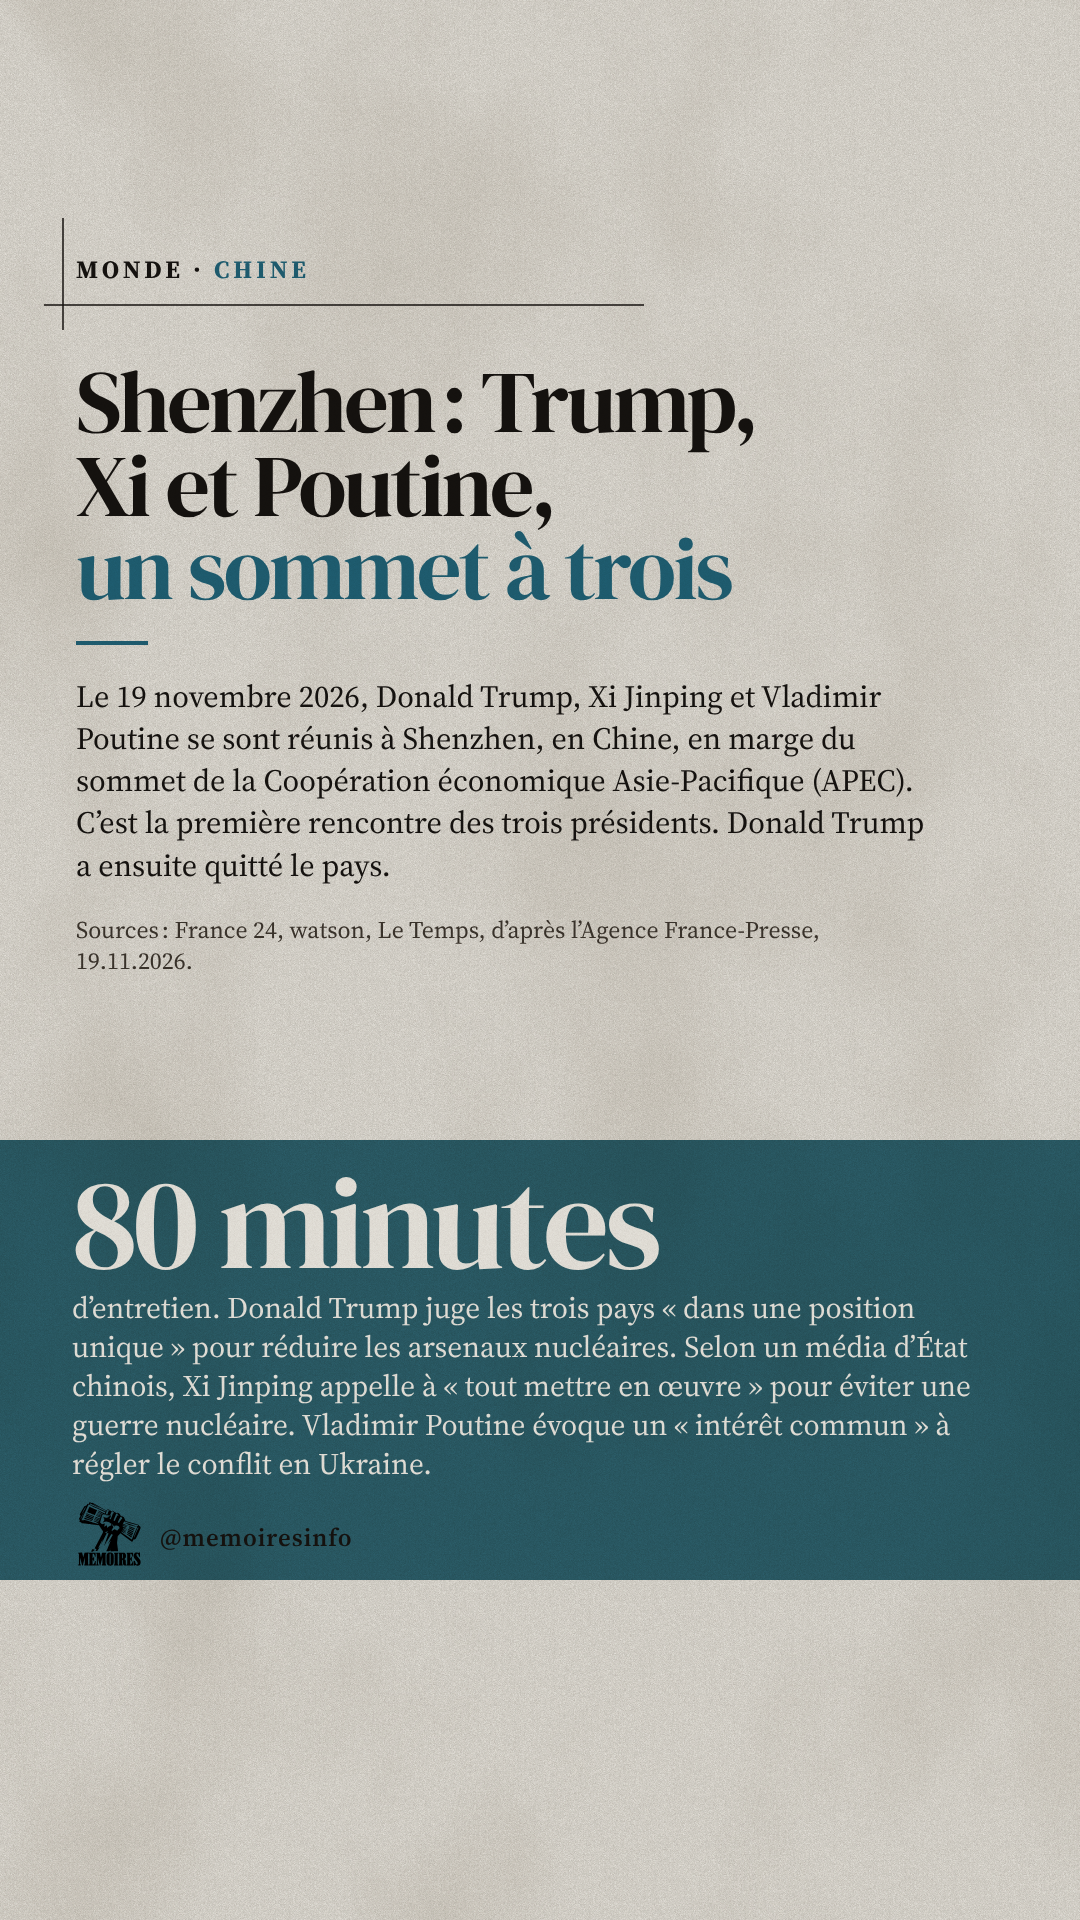 MONDE · CHINE
Shenzhen : Trump,
Xi et Poutine,
un sommet à trois
Le 19 novembre 2026, Donald Trump, Xi Jinping et Vladimir
Poutine se sont réunis à Shenzhen, en Chine, en marge du
sommet de la Coopération économique Asie-Pacifique (APEC).
C’est la première rencontre des trois présidents. Donald Trump
a ensuite quitté le pays.
Sources : France 24, watson, Le Temps, d’après l’Agence France-Presse,
19.11.2026.
80 minutes
d’entretien. Donald Trump juge les trois pays « dans une position
unique » pour réduire les arsenaux nucléaires. Selon un média d’État
chinois, Xi Jinping appelle à « tout mettre en œuvre » pour éviter une
guerre nucléaire. Vladimir Poutine évoque un « intérêt commun » à
régler le conflit en Ukraine.
MÉMOIRES
@memoiresinfo